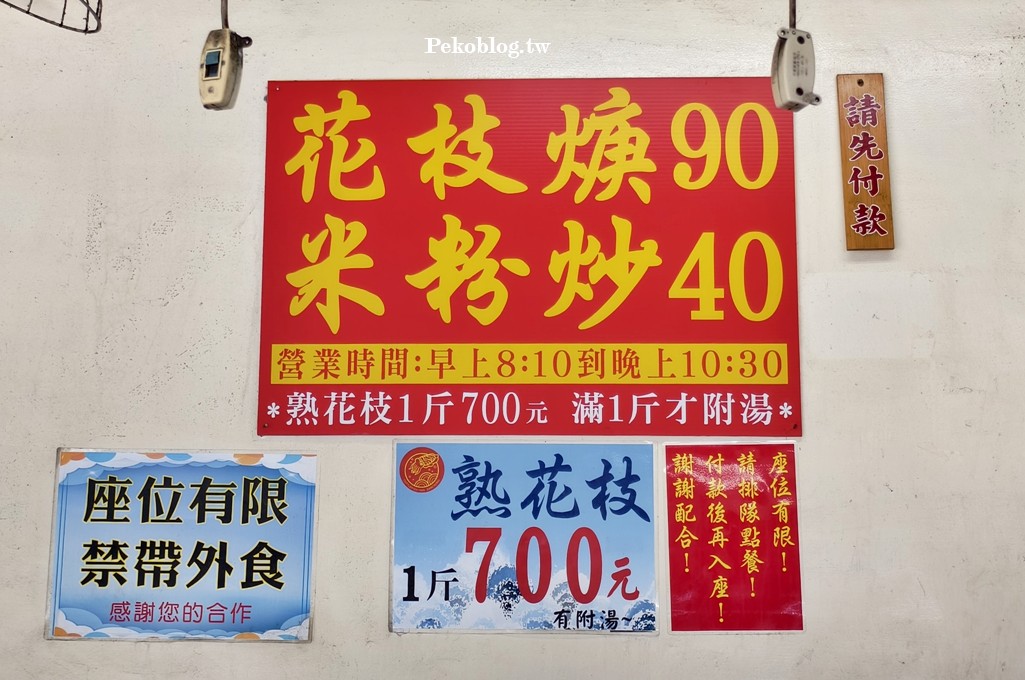 Pekoblog.tw
花枝焿90
米粉炒40
營業時間:早上8:10到晚上10:30
*熟花枝1斤700元 滿1斤才附湯*
請先付款
座位有限
禁帶外食
感謝您的合作
熟花枝
1斤700元
有附湯~
座位有限!
請排隊點餐!
付款後再入座!
謝謝配合!